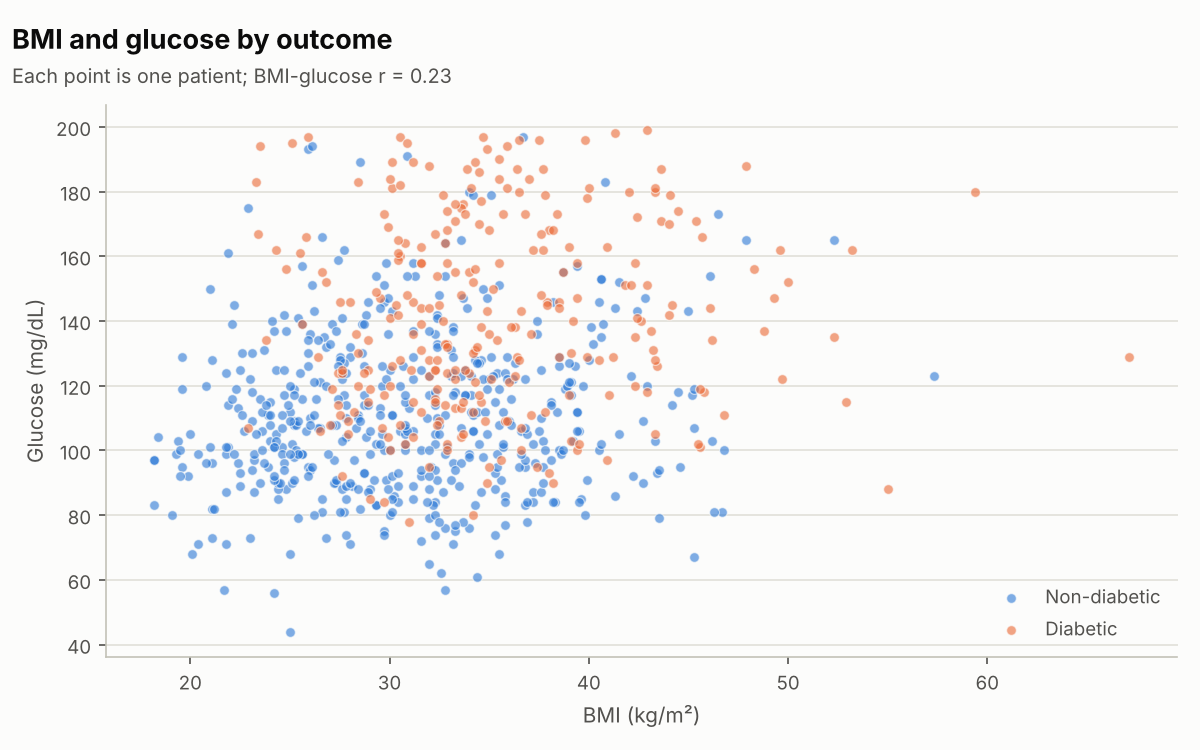 BMI and glucose by outcome
Each point is one patient; BMI-glucose r = 0.23
200
180
160
140
120
100
80
60
40
Glucose (mg/dL)
20
30
40
50
60
BMI (kg/m²)
Non-diabetic
Diabetic